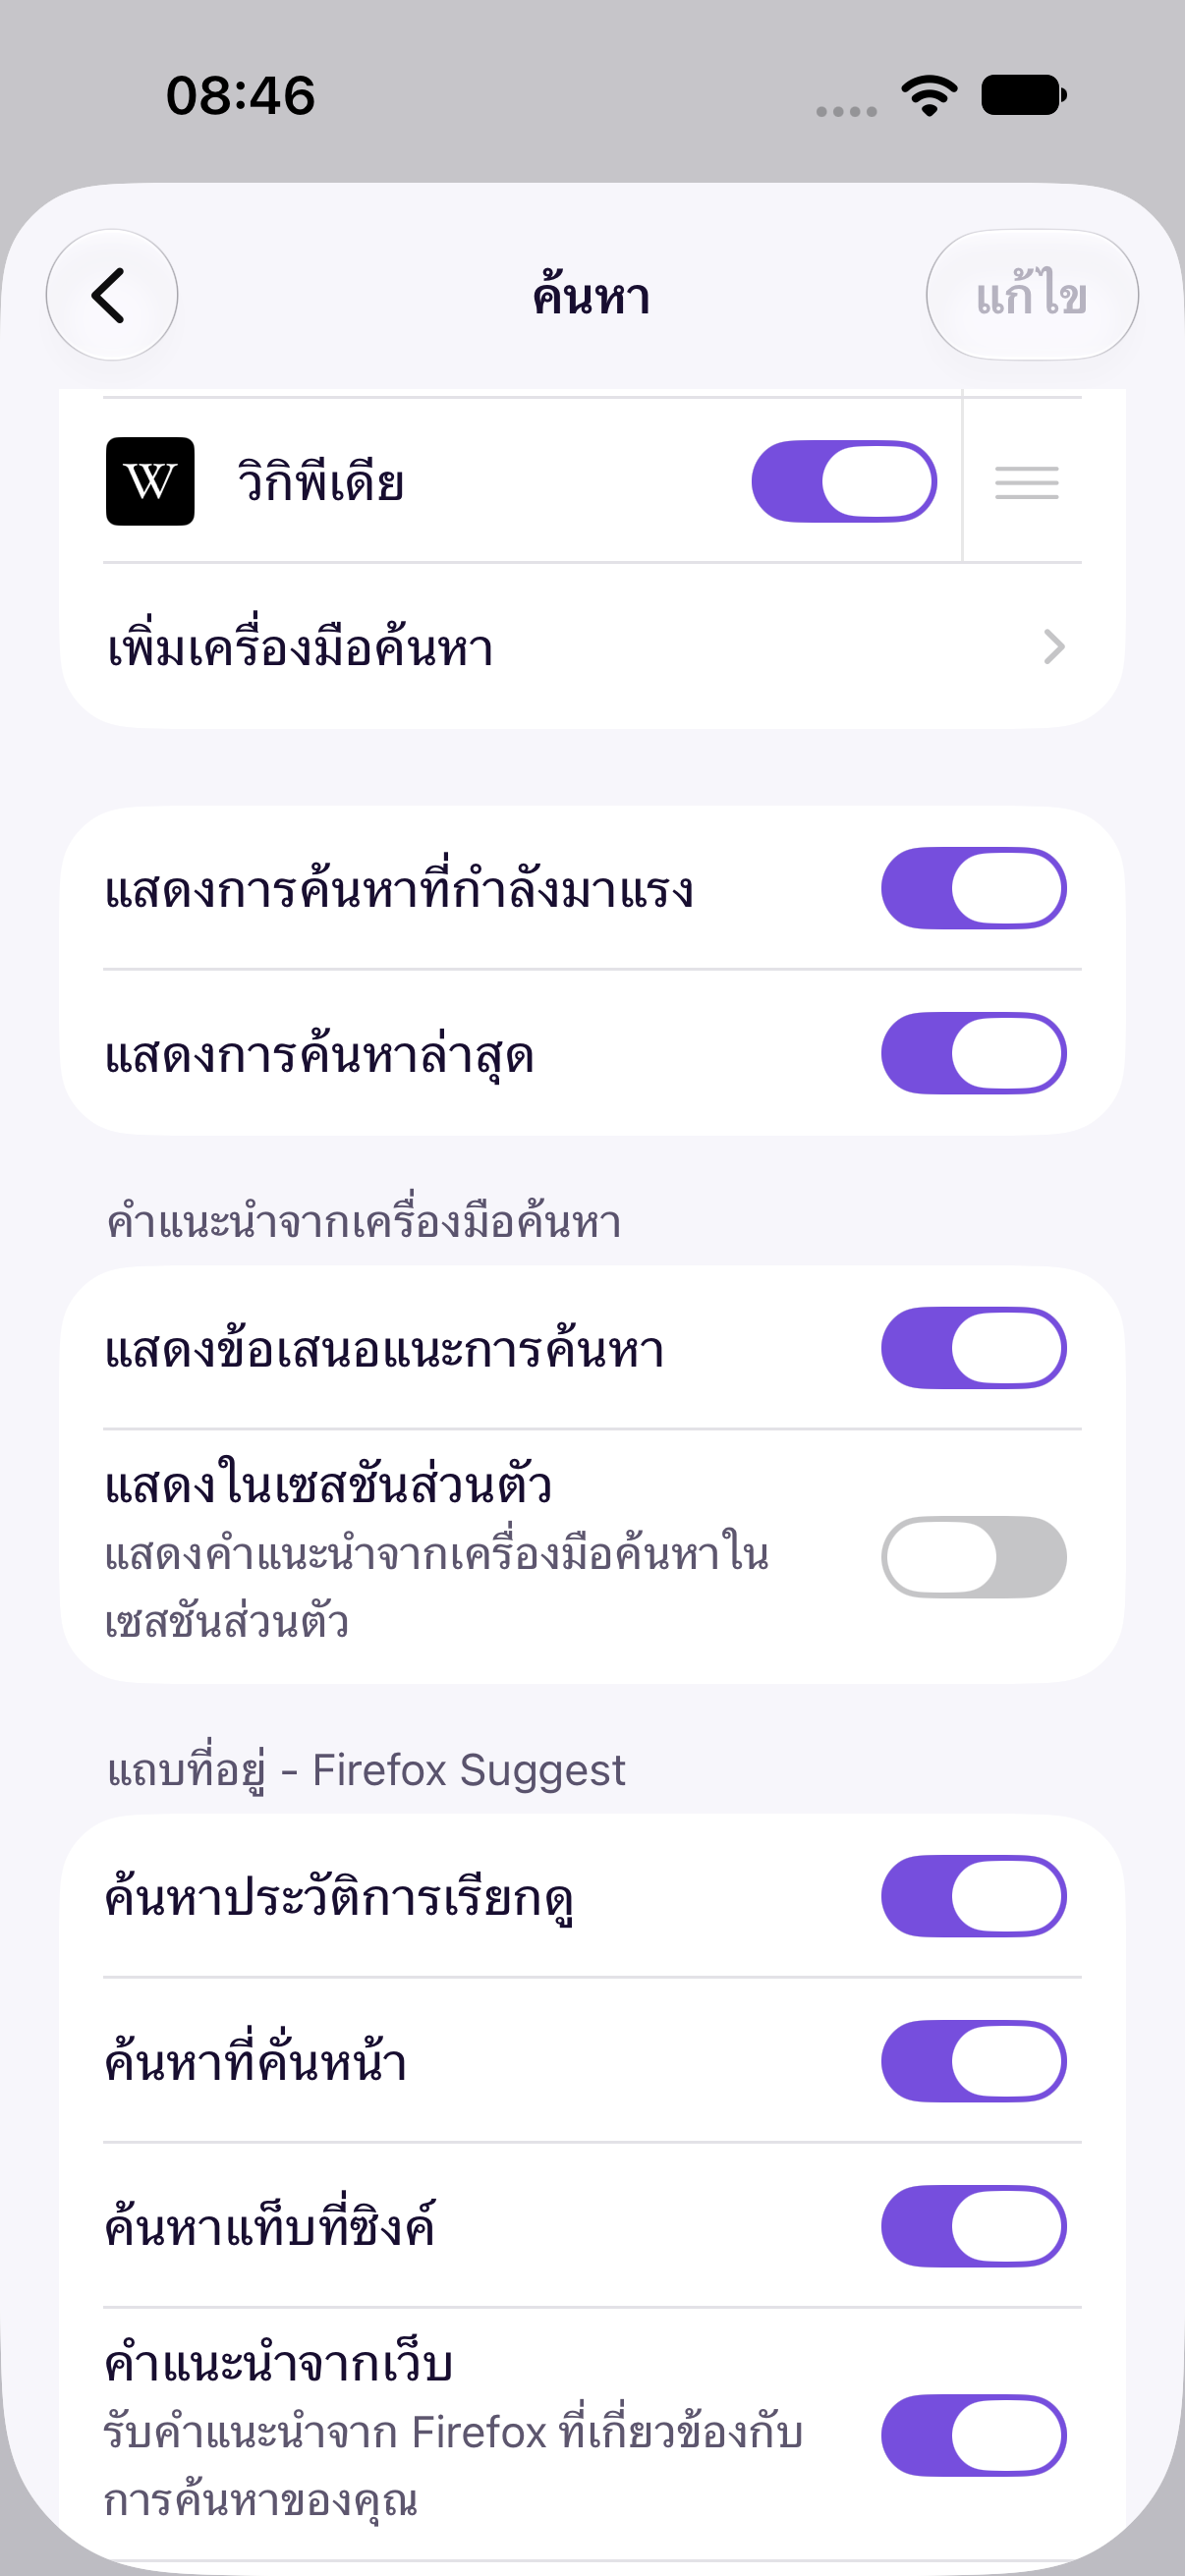 08:46
ค้นหา
แก้ไข
W วิกิพีเดีย
เพิ่มเครื่องมือค้นหา
แสดงการค้นหาที่กำลังมาแรง
แสดงการค้นหาล่าสุด
คำแนะนำจากเครื่องมือค้นหา
แสดงข้อเสนอแนะการค้นหา
แสดงในเซสชันส่วนตัว
แสดงคำแนะนำจากเครื่องมือค้นหาใน
เซสชันส่วนตัว
แถบที่อยู่ - Firefox Suggest
ค้นหาประวัติการเรียกดู
ค้นหาที่คั่นหน้า
ค้นหาแท็บที่ซิงค์
คำแนะนำจากเว็บ
รับคำแนะนำจาก Firefox ที่เกี่ยวข้องกับ
การค้นหาของคุณ